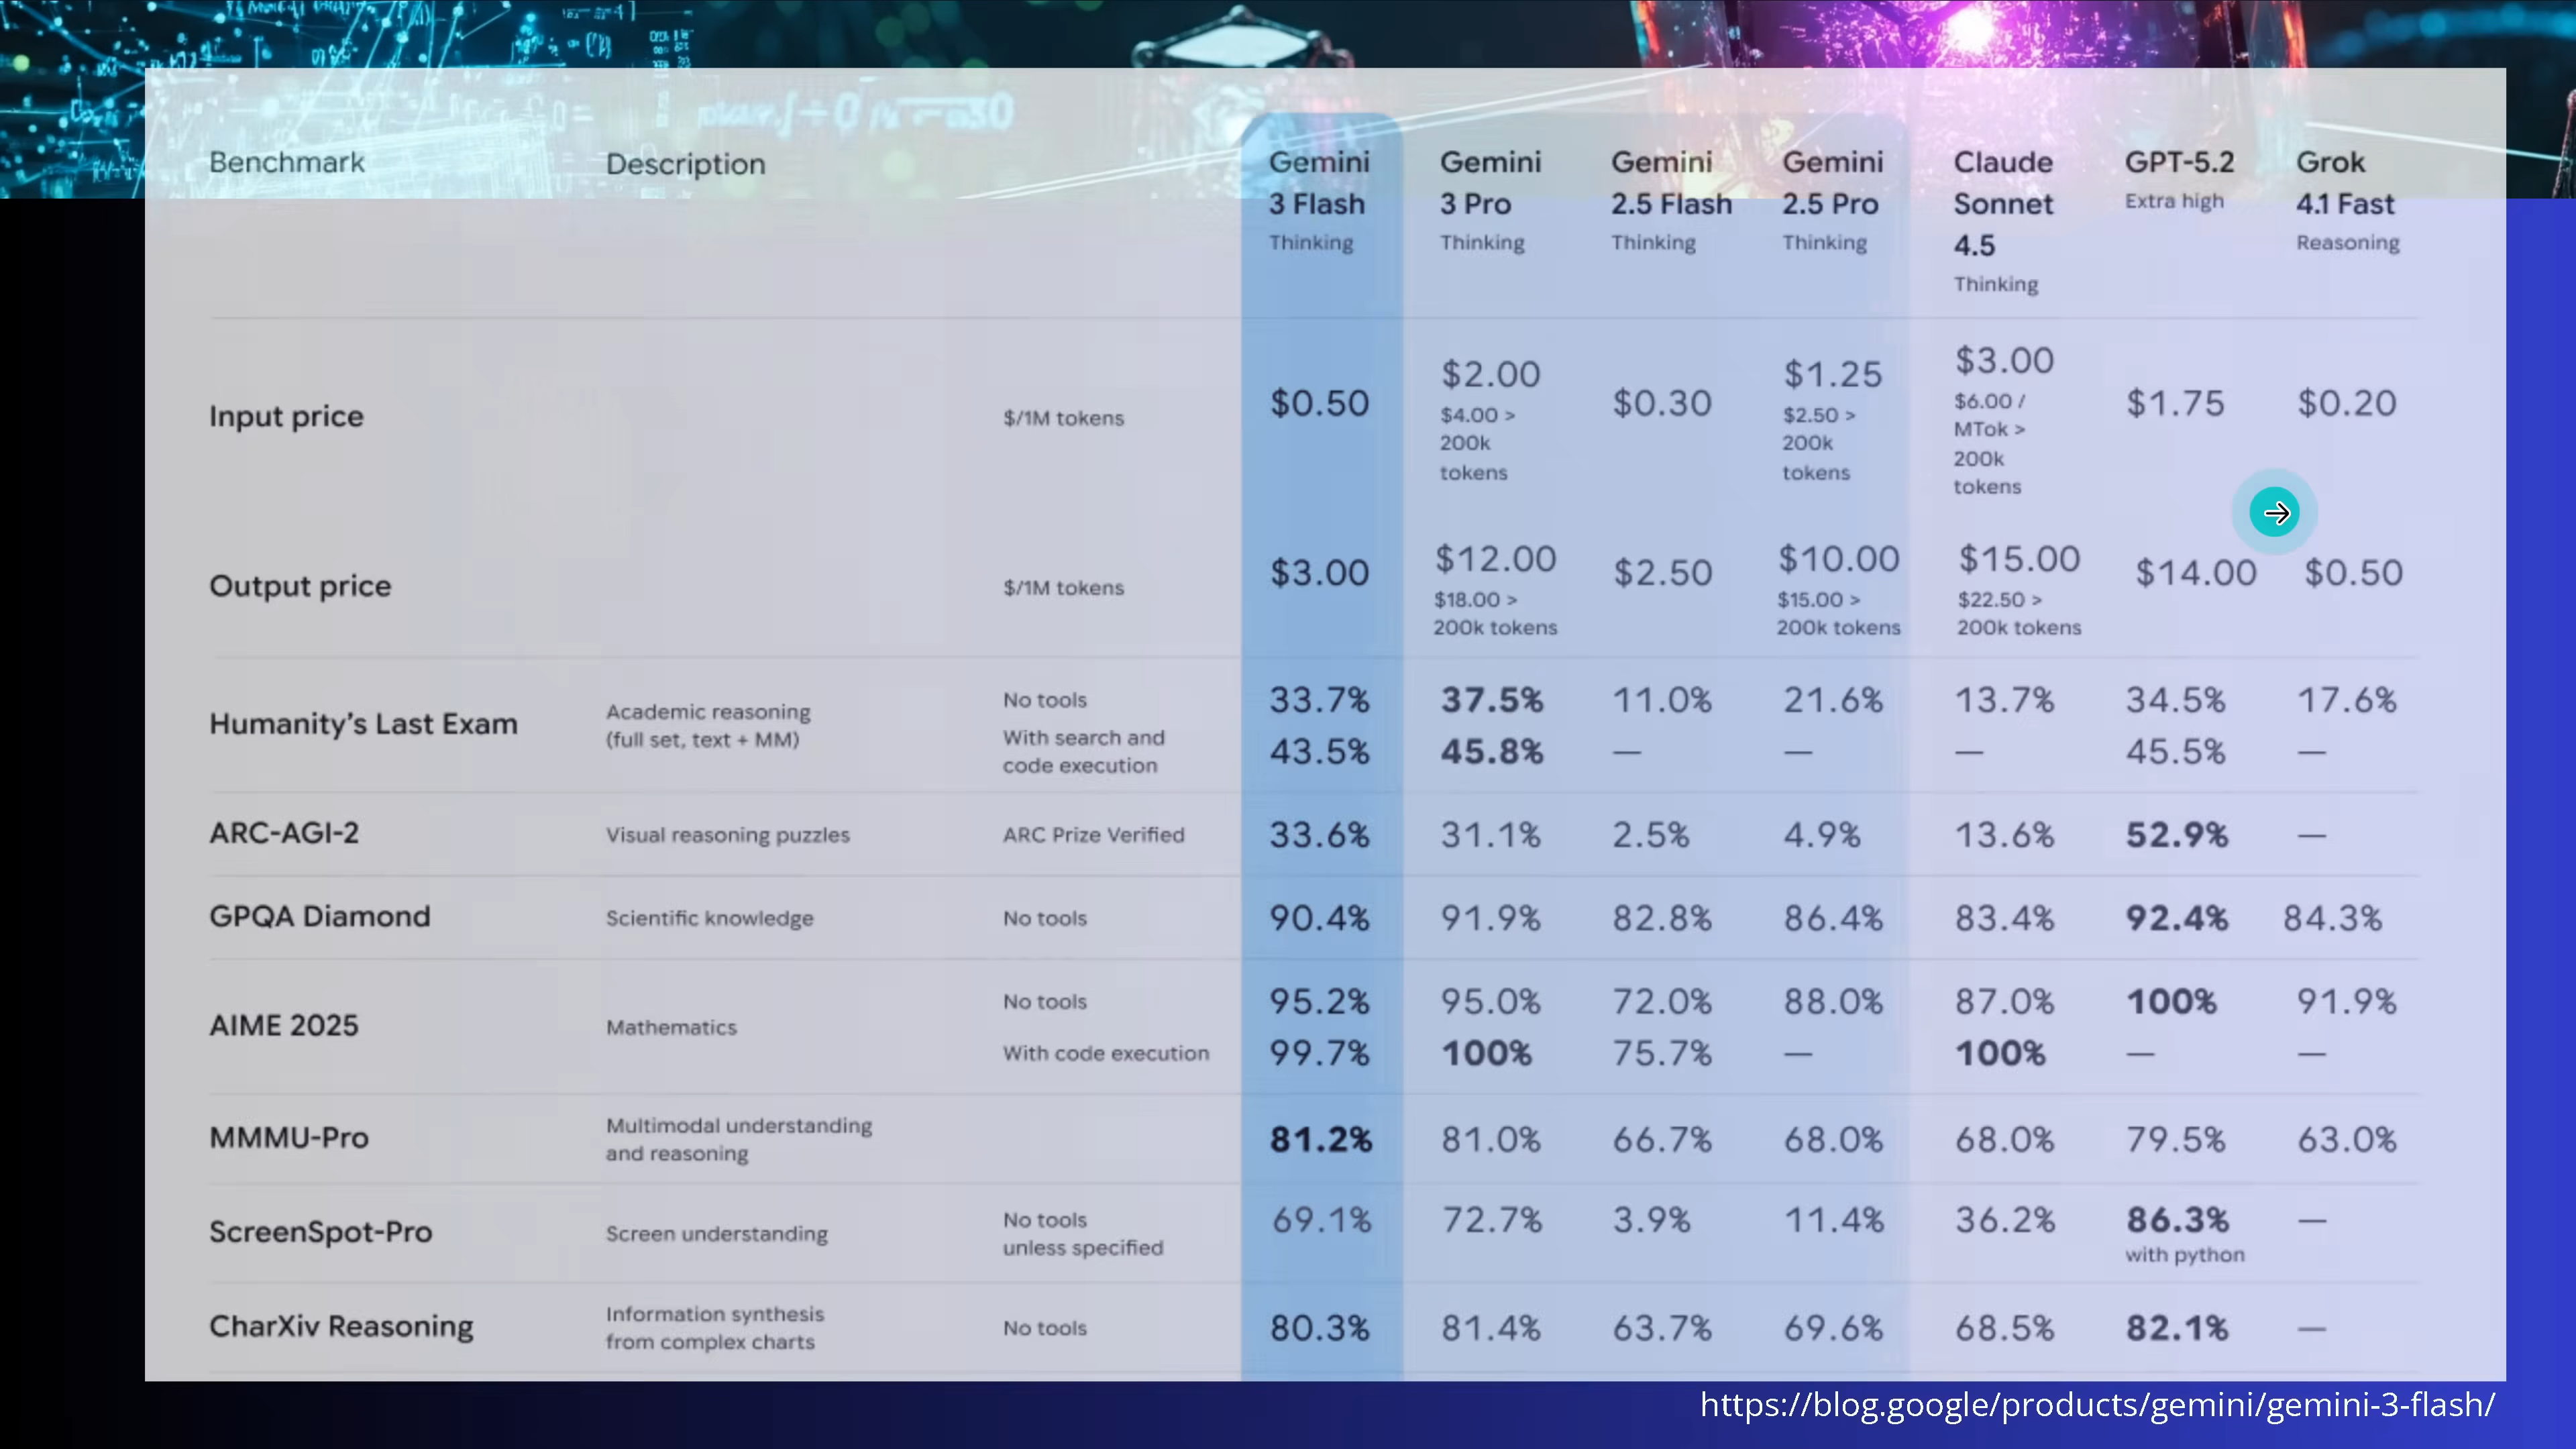 Benchmark
Description
Gemini 3 Flash Thinking
Gemini 3 Pro Thinking
Gemini 2.5 Flash Thinking
Gemini 2.5 Pro Thinking
Claude Sonnet 4.5 Thinking
GPT-5.2 Extra high
Grok 4.1 Fast Reasoning
Input price $/1M tokens $0.50 $2.00 $4.00 > 200k tokens $0.30 $1.25 $2.50 > 200k tokens $3.00 $6.00 / MTok > 200k tokens $1.75 $0.20
Output price $/1M tokens $3.00 $12.00 $18.00 > 200k tokens $2.50 $10.00 $15.00 > 200k tokens $15.00 $22.50 > 200k tokens $14.00 $0.50
Humanity's Last Exam Academic reasoning (full set, text + MM)
No tools 33.7% 37.5% 11.0% 21.6% 13.7% 34.5% 17.6%
With search and code execution 43.5% 45.8% — — — 45.5% —
ARC-AGI-2 Visual reasoning puzzles ARC Prize Verified 33.6% 31.1% 2.5% 4.9% 13.6% 52.9% —
GPQA Diamond Scientific knowledge No tools 90.4% 91.9% 82.8% 86.4% 83.4% 92.4% 84.3%
AIME 2025 Mathematics
No tools 95.2% 95.0% 72.0% 88.0% 87.0% 100% 91.9%
With code execution 99.7% 100% 75.7% — 100% — —
MMMU-Pro Multimodal understanding and reasoning 81.2% 81.0% 66.7% 68.0% 68.0% 79.5% 63.0%
ScreenSpot-Pro Screen understanding No tools unless specified 69.1% 72.7% 3.9% 11.4% 36.2% 86.3% with python —
CharXiv Reasoning Information synthesis from complex charts No tools 80.3% 81.4% 63.7% 69.6% 68.5% 82.1% —
https://blog.google/products/gemini/gemini-3-flash/